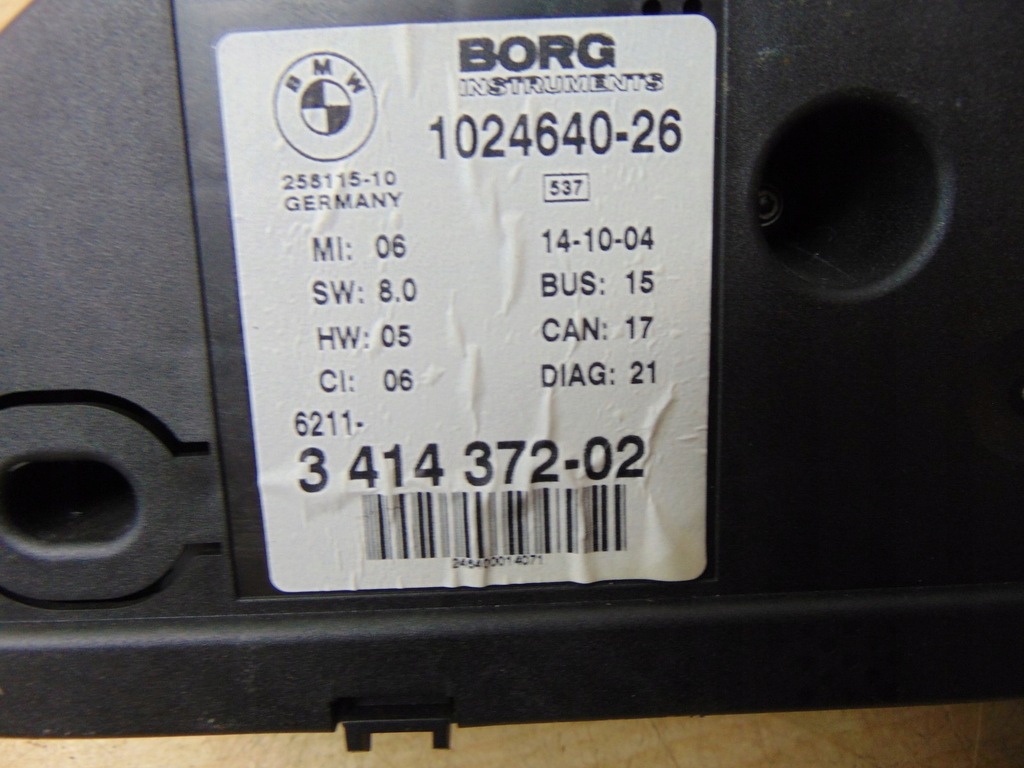 BMW
BORG
INSTRUMENTS
1024640-26
258115-10
GERMANY
537
MI: 06
14-10-04
SW: 8.0
BUS: 15
HW: 05
CAN: 17
CI: 06
DIAG: 21
6211-
3 414 372-02